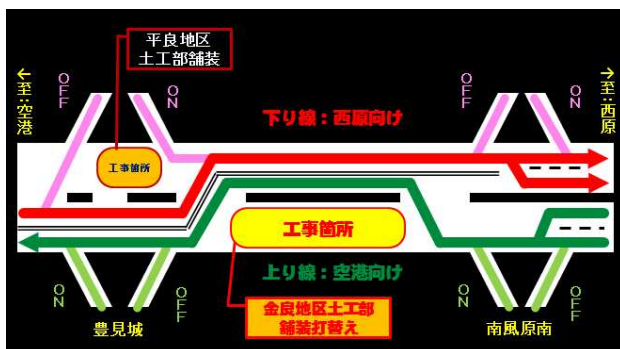 平良地区
土工部舗装
←至:空港
OFF
ON
OFF
ON
→至:西原
下り線:西原向け
工事箇所
工事箇所
上り線:空港向け
ON
OFF
豊見城
金良地区土工部
舗装打替え
ON
OFF
南風原南